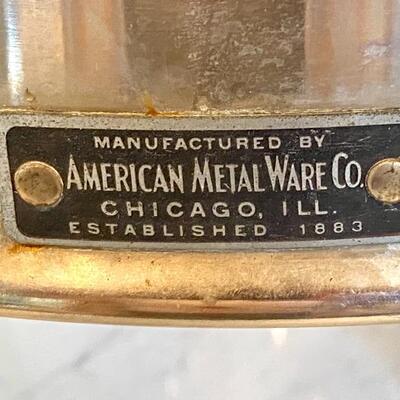 MANUFACTURED BY
AMERICAN METAL WARE CO.
CHICAGO, ILL.
ESTABLISHED 1883